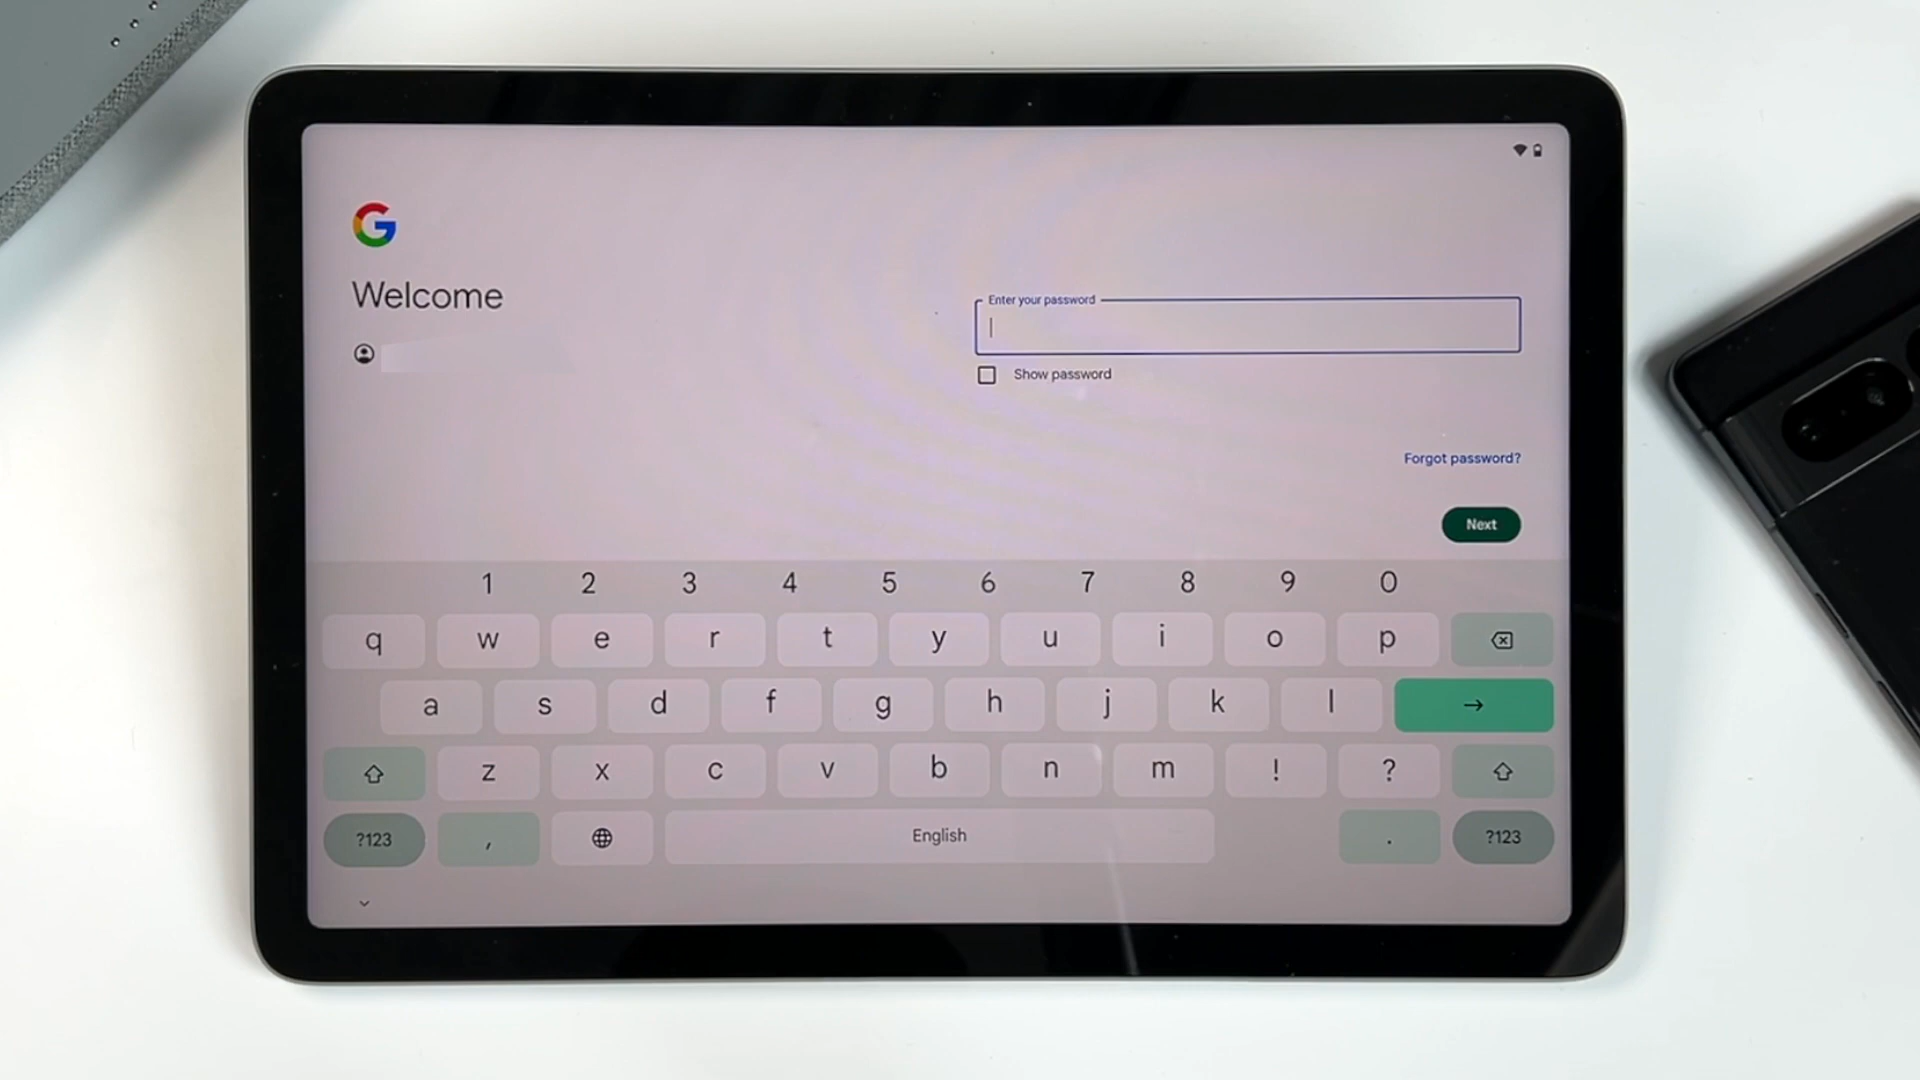 G
Welcome
Enter your password
Show password
Forgot password?
Next
1 2 3 4 5 6 7 8 9 0
q w e r t y u i o p
a s d f g h j k l →
z x c v b n m ! ?
?123 , English . ?123